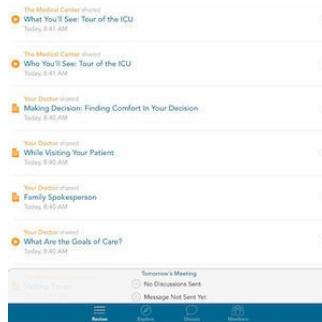 The Medical Center shared
What You'll See: Tour of the ICU
Today, 8:41 AM
The Medical Center shared
Who You'll See: Tour of the ICU
Today, 8:41 AM
Your Doctor shared
Making Decision: Finding Comfort In Your Decision
Today, 8:40 AM
Your Doctor shared
While Visiting Your Patient
Today, 8:40 AM
Your Doctor shared
Family Spokesperson
Today, 8:40 AM
Your Doctor shared
What Are the Goals of Care?
Today, 8:40 AM
Tomorrow's Meeting
No Discussions Sent
Message Not Sent Yet
Review
Explore
Discuss
Members